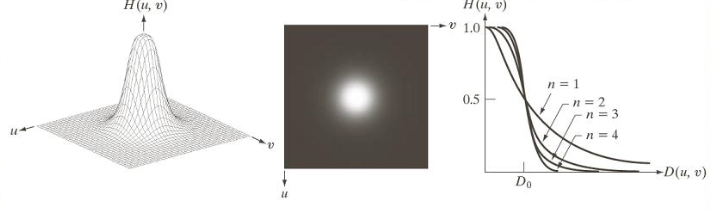 H(u, v)
u
v
v
u
H(u, v)
1.0
0.5
n = 1
n = 2
n = 3
n = 4
D₀
D(u, v)